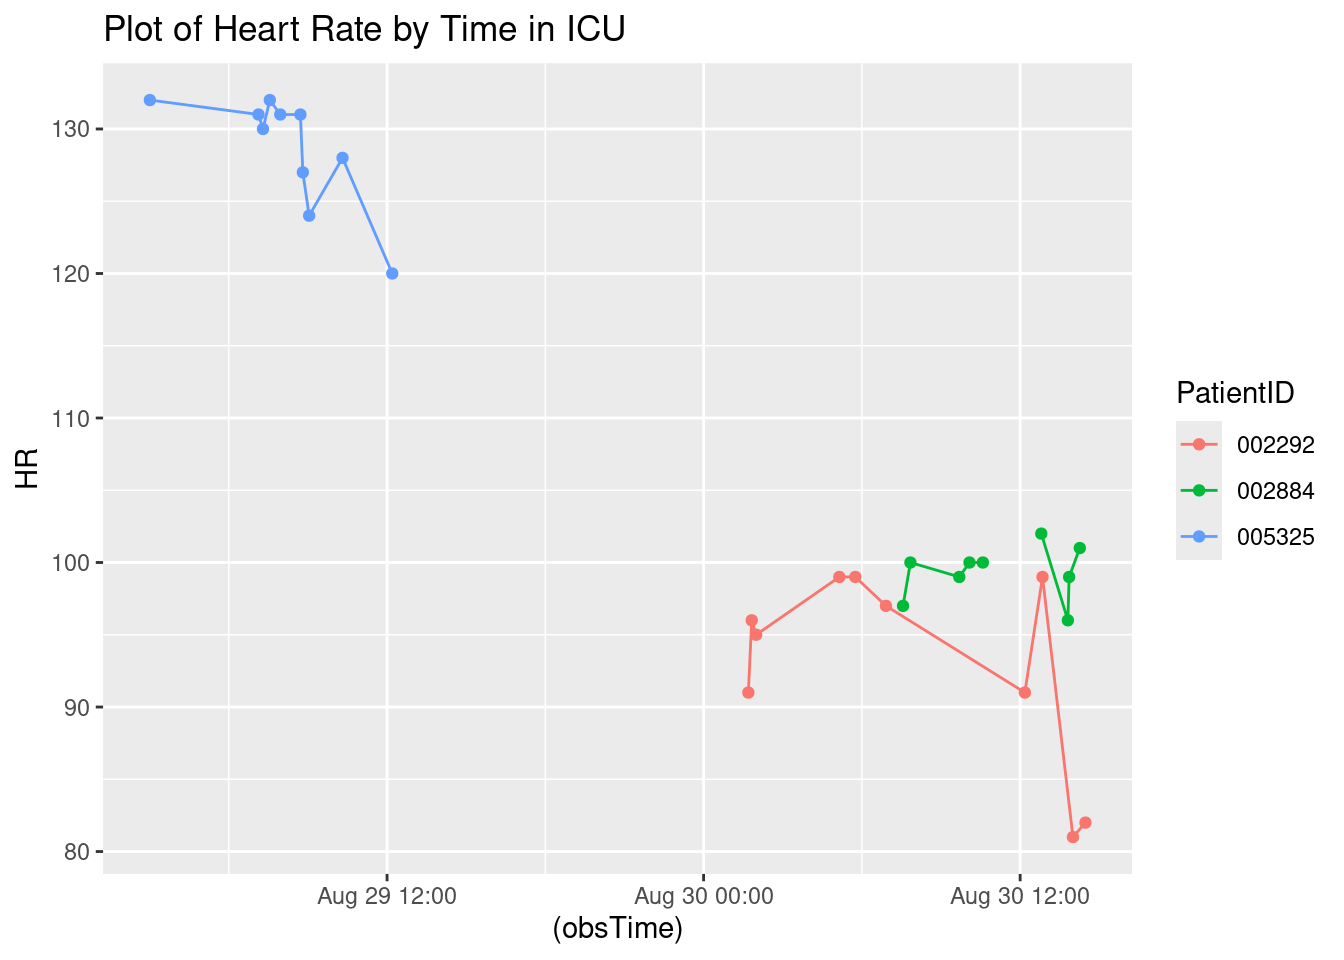 Plot of Heart Rate by Time in ICU
130
120
110
100
90
80
HR
Aug 29 12:00
Aug 30 00:00
Aug 30 12:00
(obsTime)
PatientID
002292
002884
005325